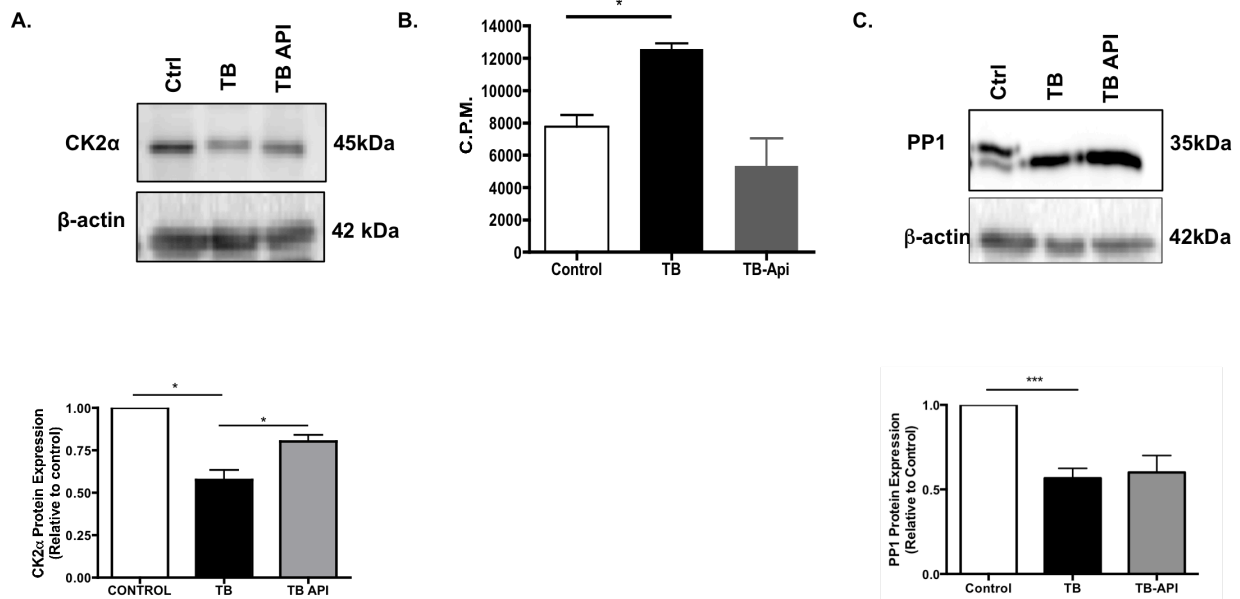 A.
Ctrl
TB
TB API
CK2α
45kDa
β-actin
42 kDa
*
*
CK2α Protein Expression
(Relative to control)
1.00
0.75
0.50
0.25
0.00
CONTROL
TB
TB API
B.
*
C.P.M.
14000
12000
10000
8000
6000
4000
2000
0
Control
TB
TB-Api
C.
Ctrl
TB
TB API
PP1
35kDa
β-actin
42kDa
***
PP1 Protein Expression
(Relative to Control)
1.0
0.5
0.0
Control
TB
TB-API